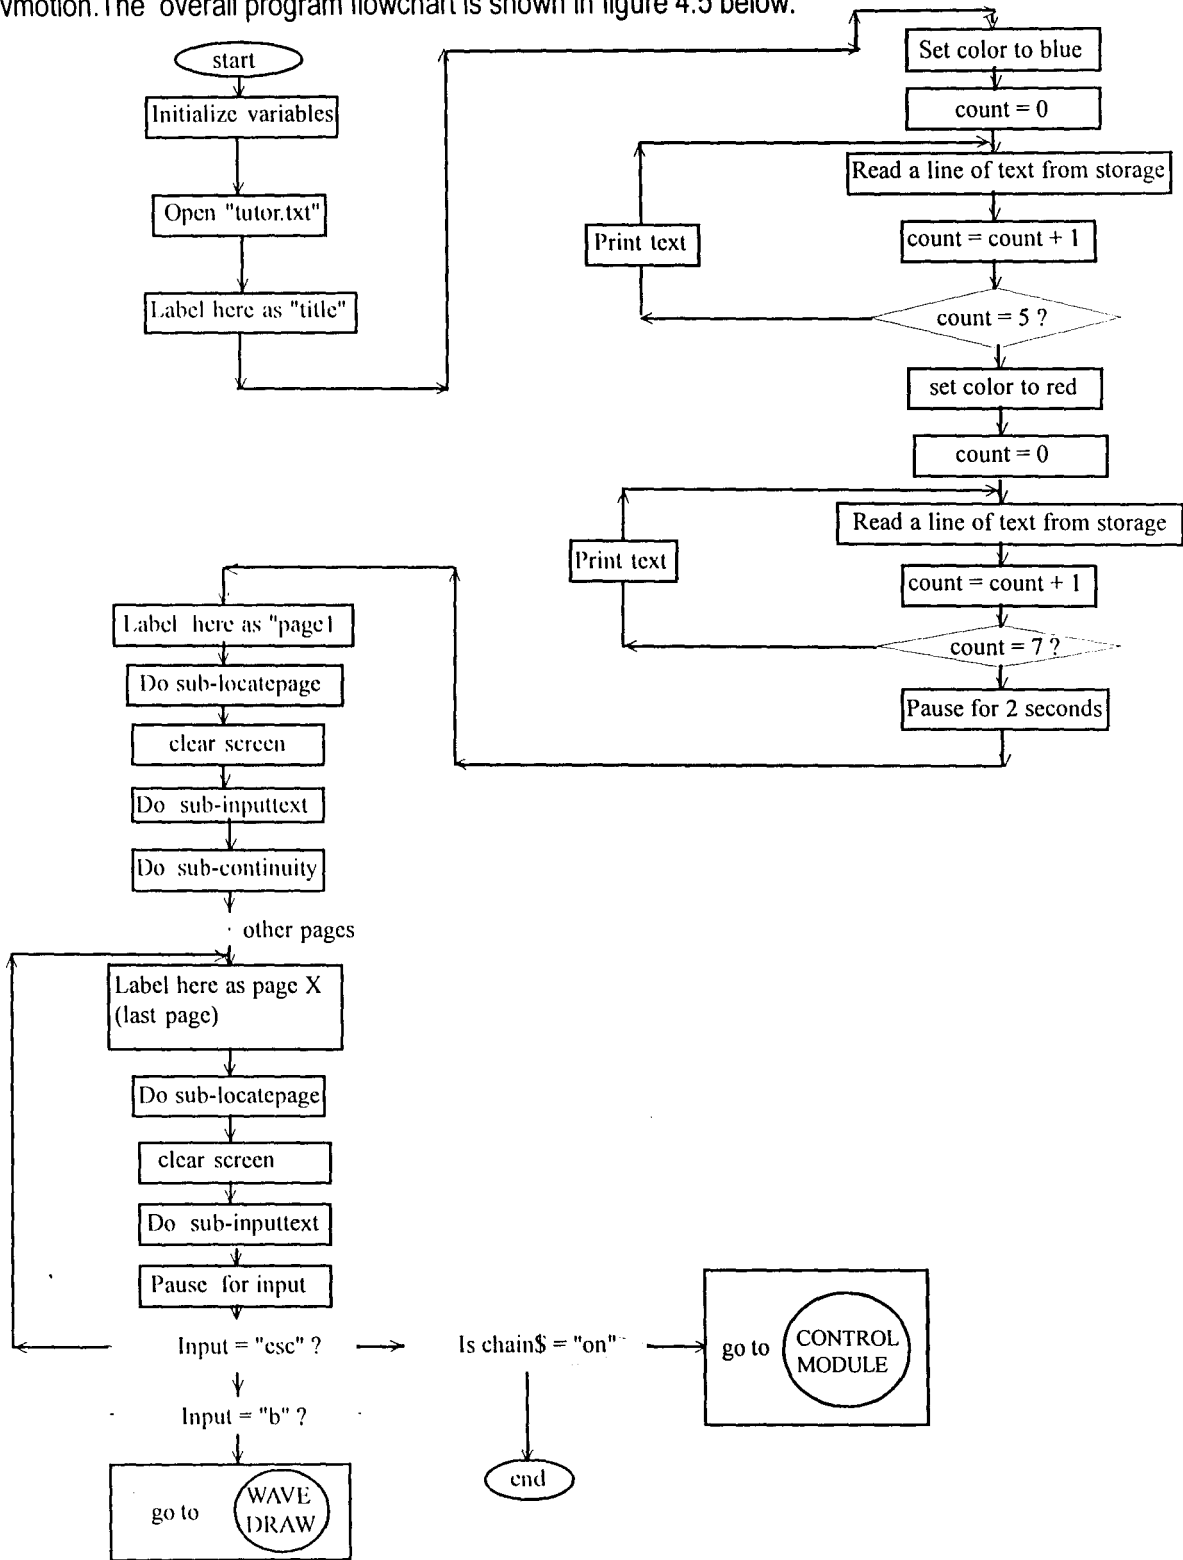 vmotion.The overall program flowchart is shown in figure 4.5 below.
start
Initialize variables
Open "tutor.txt"
Label here as "title"
Set color to blue
count = 0
Read a line of text from storage
Print text
count = count + 1
count = 5 ?
set color to red
count = 0
Read a line of text from storage
Print text
count = count + 1
count = 7 ?
Pause for 2 seconds
Label here as "page1
Do sub-locatepage
clear screen
Do sub-inputtext
Do sub-continuity
other pages
Label here as page X
(last page)
Do sub-locatepage
clear screen
Do sub-inputtext
Pause for input
Input = "esc" ?
Is chain$ = "on"
go to
CONTROL
MODULE
Input = "b" ?
end
go to
WAVE
DRAW